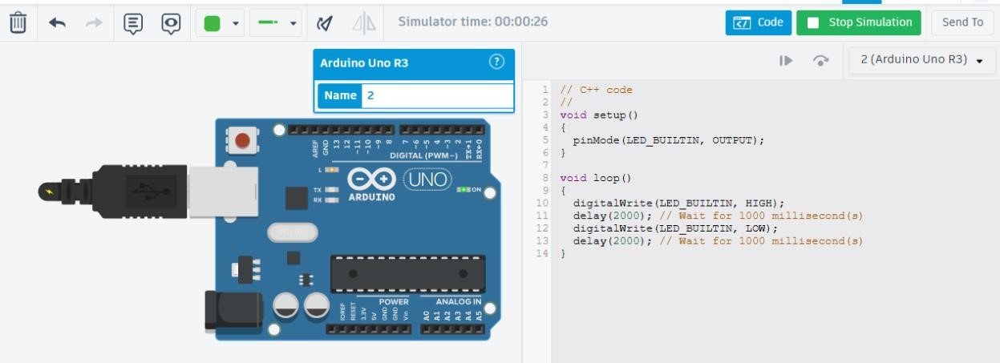 Simulator time: 00:00:26
Code
Stop Simulation
Send To
Arduino Uno R3
?
Name 2
2 (Arduino Uno R3)
AREF
GND
13
12
~11
~10
~9
8
7
~6
~5
4
~3
2
TX→1
RX←0
DIGITAL (PWM~)
L
TX
RX
UNO
ON
ARDUINO
POWER
ANALOG IN
IOREF
RESET
3.3V
5V
GND
GND
Vin
A0
A1
A2
A3
A4
A5
1 // C++ code
2 //
3 void setup()
4 {
5 pinMode(LED_BUILTIN, OUTPUT);
6 }
7
8 void loop()
9 {
10 digitalWrite(LED_BUILTIN, HIGH);
11 delay(2000); // Wait for 1000 millisecond(s)
12 digitalWrite(LED_BUILTIN, LOW);
13 delay(2000); // Wait for 1000 millisecond(s)
14 }